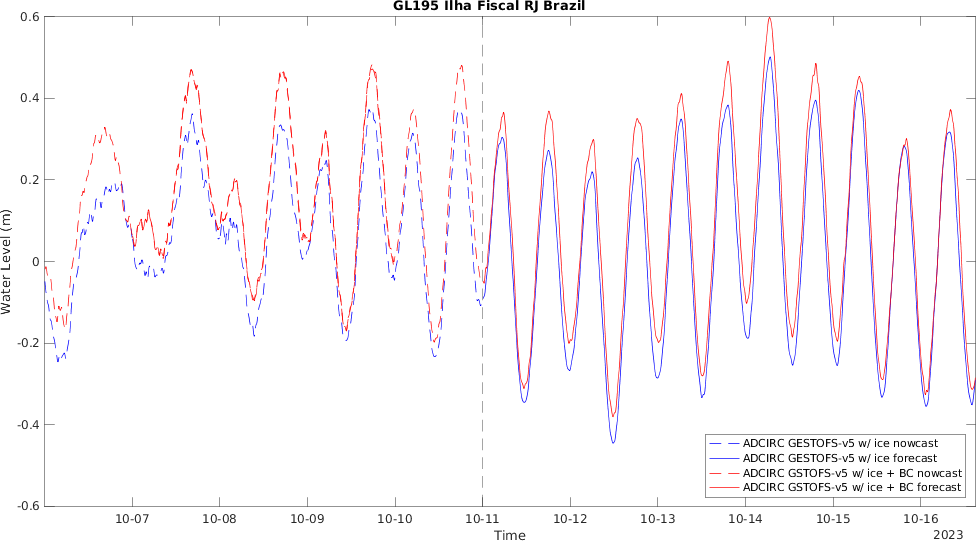 GL195 Ilha Fiscal RJ Brazil
0.6
0.4
0.2
0
-0.2
-0.4
-0.6
Water Level (m)
ADCIRC GESTOFS-v5 w/ ice nowcast
ADCIRC GESTOFS-v5 w/ ice forecast
ADCIRC GSTOFS-v5 w/ ice + BC nowcast
ADCIRC GSTOFS-v5 w/ ice + BC forecast
10-07 10-08 10-09 10-10 10-11 10-12 10-13 10-14 10-15 10-16
Time
2023